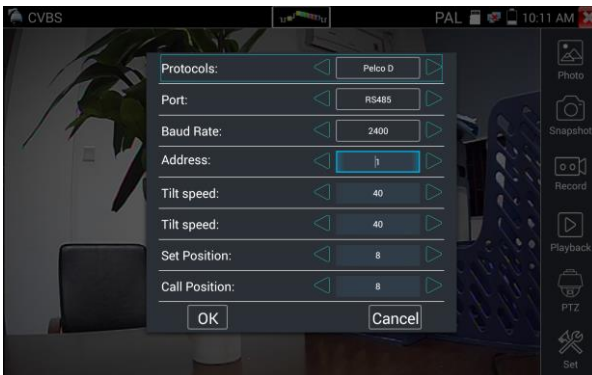 CVBS PAL 10:11 AM
Protocols: Pelco D
Port: RS485
Baud Rate: 2400
Address: 1
Tilt speed: 40
Tilt speed: 40
Set Position: 8
Call Position: 8
OK Cancel
Photo
Snapshot
Record
Playback
PTZ
Set